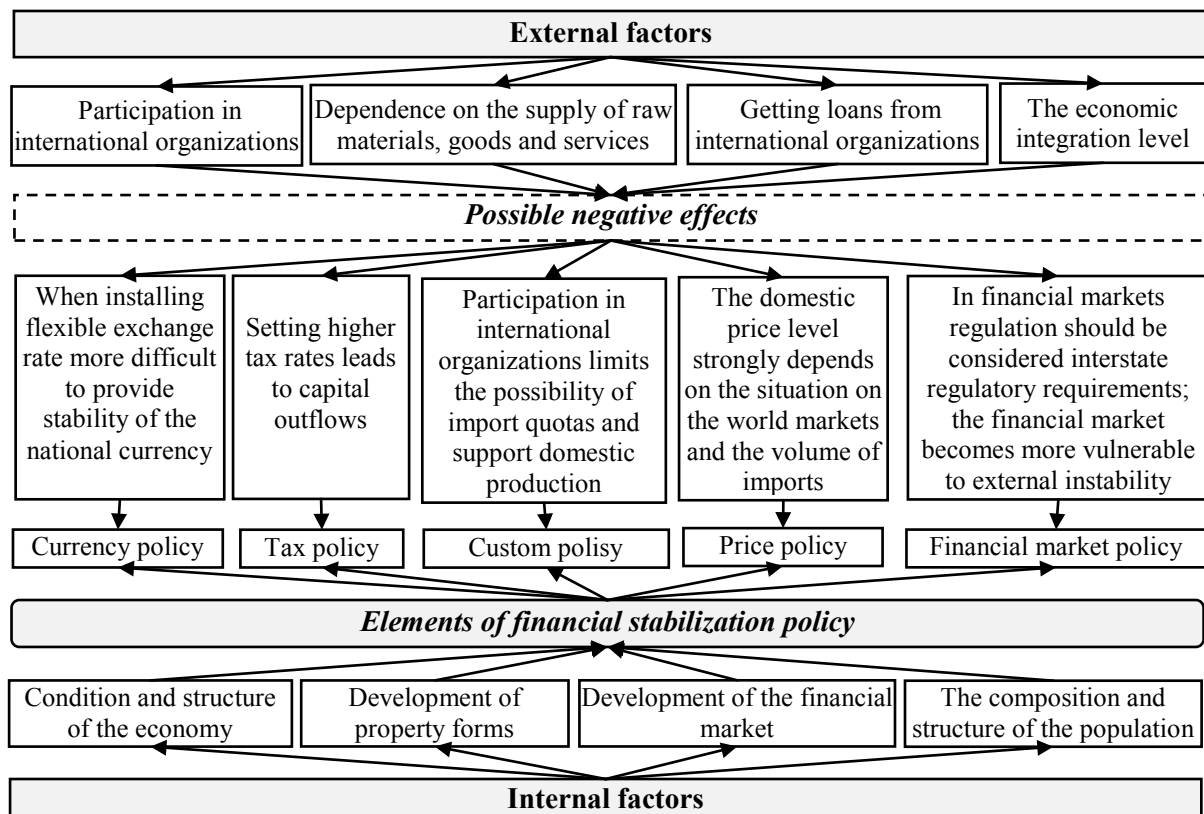 External factors
Participation in
international organizations
Dependence on the supply of raw
materials, goods and services
Getting loans from
international organizations
The economic
integration level
Possible negative effects
When installing
flexible exchange
rate more difficult
to provide
stability of the
national currency
Setting higher
tax rates leads
to capital
outflows
Participation in
international
organizations limits
the possibility of
import quotas and
support domestic
production
The domestic
price level
strongly depends
on the situation on
the world markets
and the volume of
imports
In financial markets
regulation should be
considered interstate
regulatory requirements;
the financial market
becomes more vulnerable
to external instability
Currency policy
Tax policy
Custom polisy
Price policy
Financial market policy
Elements of financial stabilization policy
Condition and structure
of the economy
Development of
property forms
Development of the financial
market
The composition and
structure of the population
Internal factors